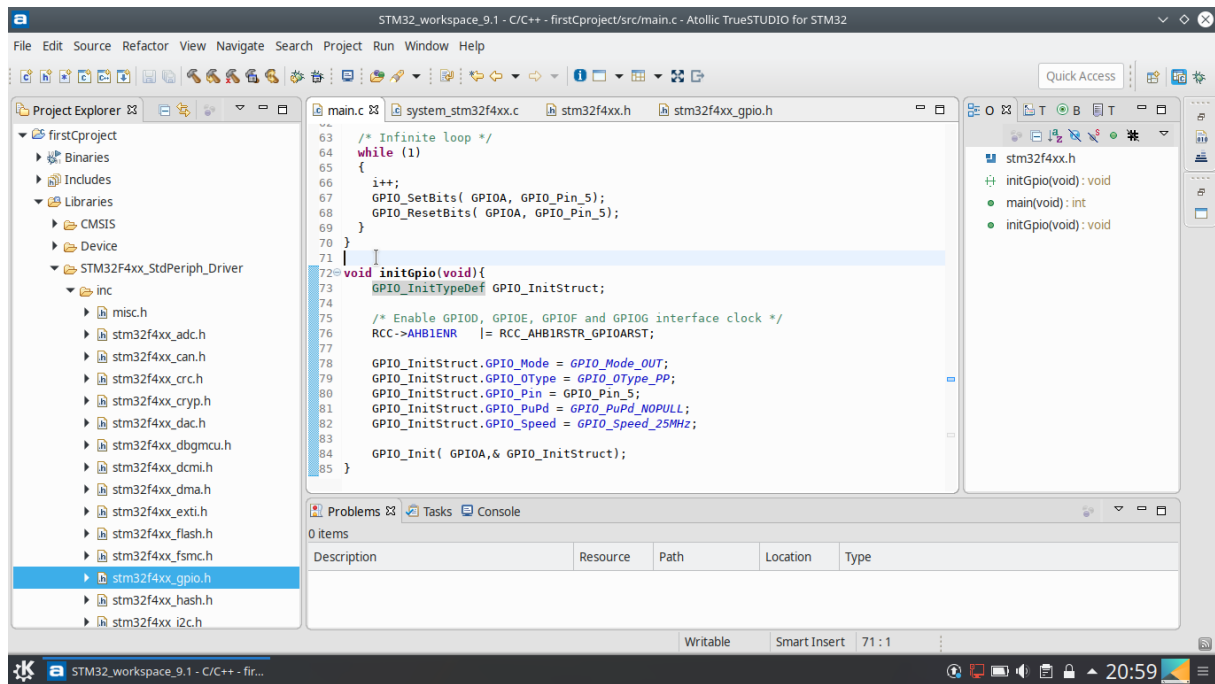 STM32_workspace_9.1 - C/C++ - firstCproject/src/main.c - Atollic TrueSTUDIO for STM32
File Edit Source Refactor View Navigate Search Project Run Window Help
Quick Access
Project Explorer
firstCproject
Binaries
Includes
Libraries
CMSIS
Device
STM32F4xx_StdPeriph_Driver
inc
misc.h
stm32f4xx_adc.h
stm32f4xx_can.h
stm32f4xx_crc.h
stm32f4xx_cryp.h
stm32f4xx_dac.h
stm32f4xx_dbgmcu.h
stm32f4xx_dcmi.h
stm32f4xx_dma.h
stm32f4xx_exti.h
stm32f4xx_flash.h
stm32f4xx_fsmc.h
stm32f4xx_gpio.h
stm32f4xx_hash.h
stm32f4xx_i2c.h
main.c system_stm32f4xx.c stm32f4xx.h stm32f4xx_gpio.h
63 /* Infinite loop */
64 while (1)
65 {
66 i++;
67 GPIO_SetBits( GPIOA, GPIO_Pin_5);
68 GPIO_ResetBits( GPIOA, GPIO_Pin_5);
69 }
70 }
71
72 void initGpio(void){
73 GPIO_InitTypeDef GPIO_InitStruct;
74
75 /* Enable GPIOD, GPIOE, GPIOF and GPIOG interface clock */
76 RCC->AHB1ENR |= RCC_AHB1RSTR_GPIOARST;
77
78 GPIO_InitStruct.GPIO_Mode = GPIO_Mode_OUT;
79 GPIO_InitStruct.GPIO_OType = GPIO_OType_PP;
80 GPIO_InitStruct.GPIO_Pin = GPIO_Pin_5;
81 GPIO_InitStruct.GPIO_PuPd = GPIO_PuPd_NOPULL;
82 GPIO_InitStruct.GPIO_Speed = GPIO_Speed_25MHz;
83
84 GPIO_Init( GPIOA,& GPIO_InitStruct);
85 }
O T B T
stm32f4xx.h
initGpio(void) : void
main(void) : int
initGpio(void) : void
Problems Tasks Console
0 items
Description Resource Path Location Type
Writable Smart Insert 71 : 1
STM32_workspace_9.1 - C/C++ - fir...
20:59